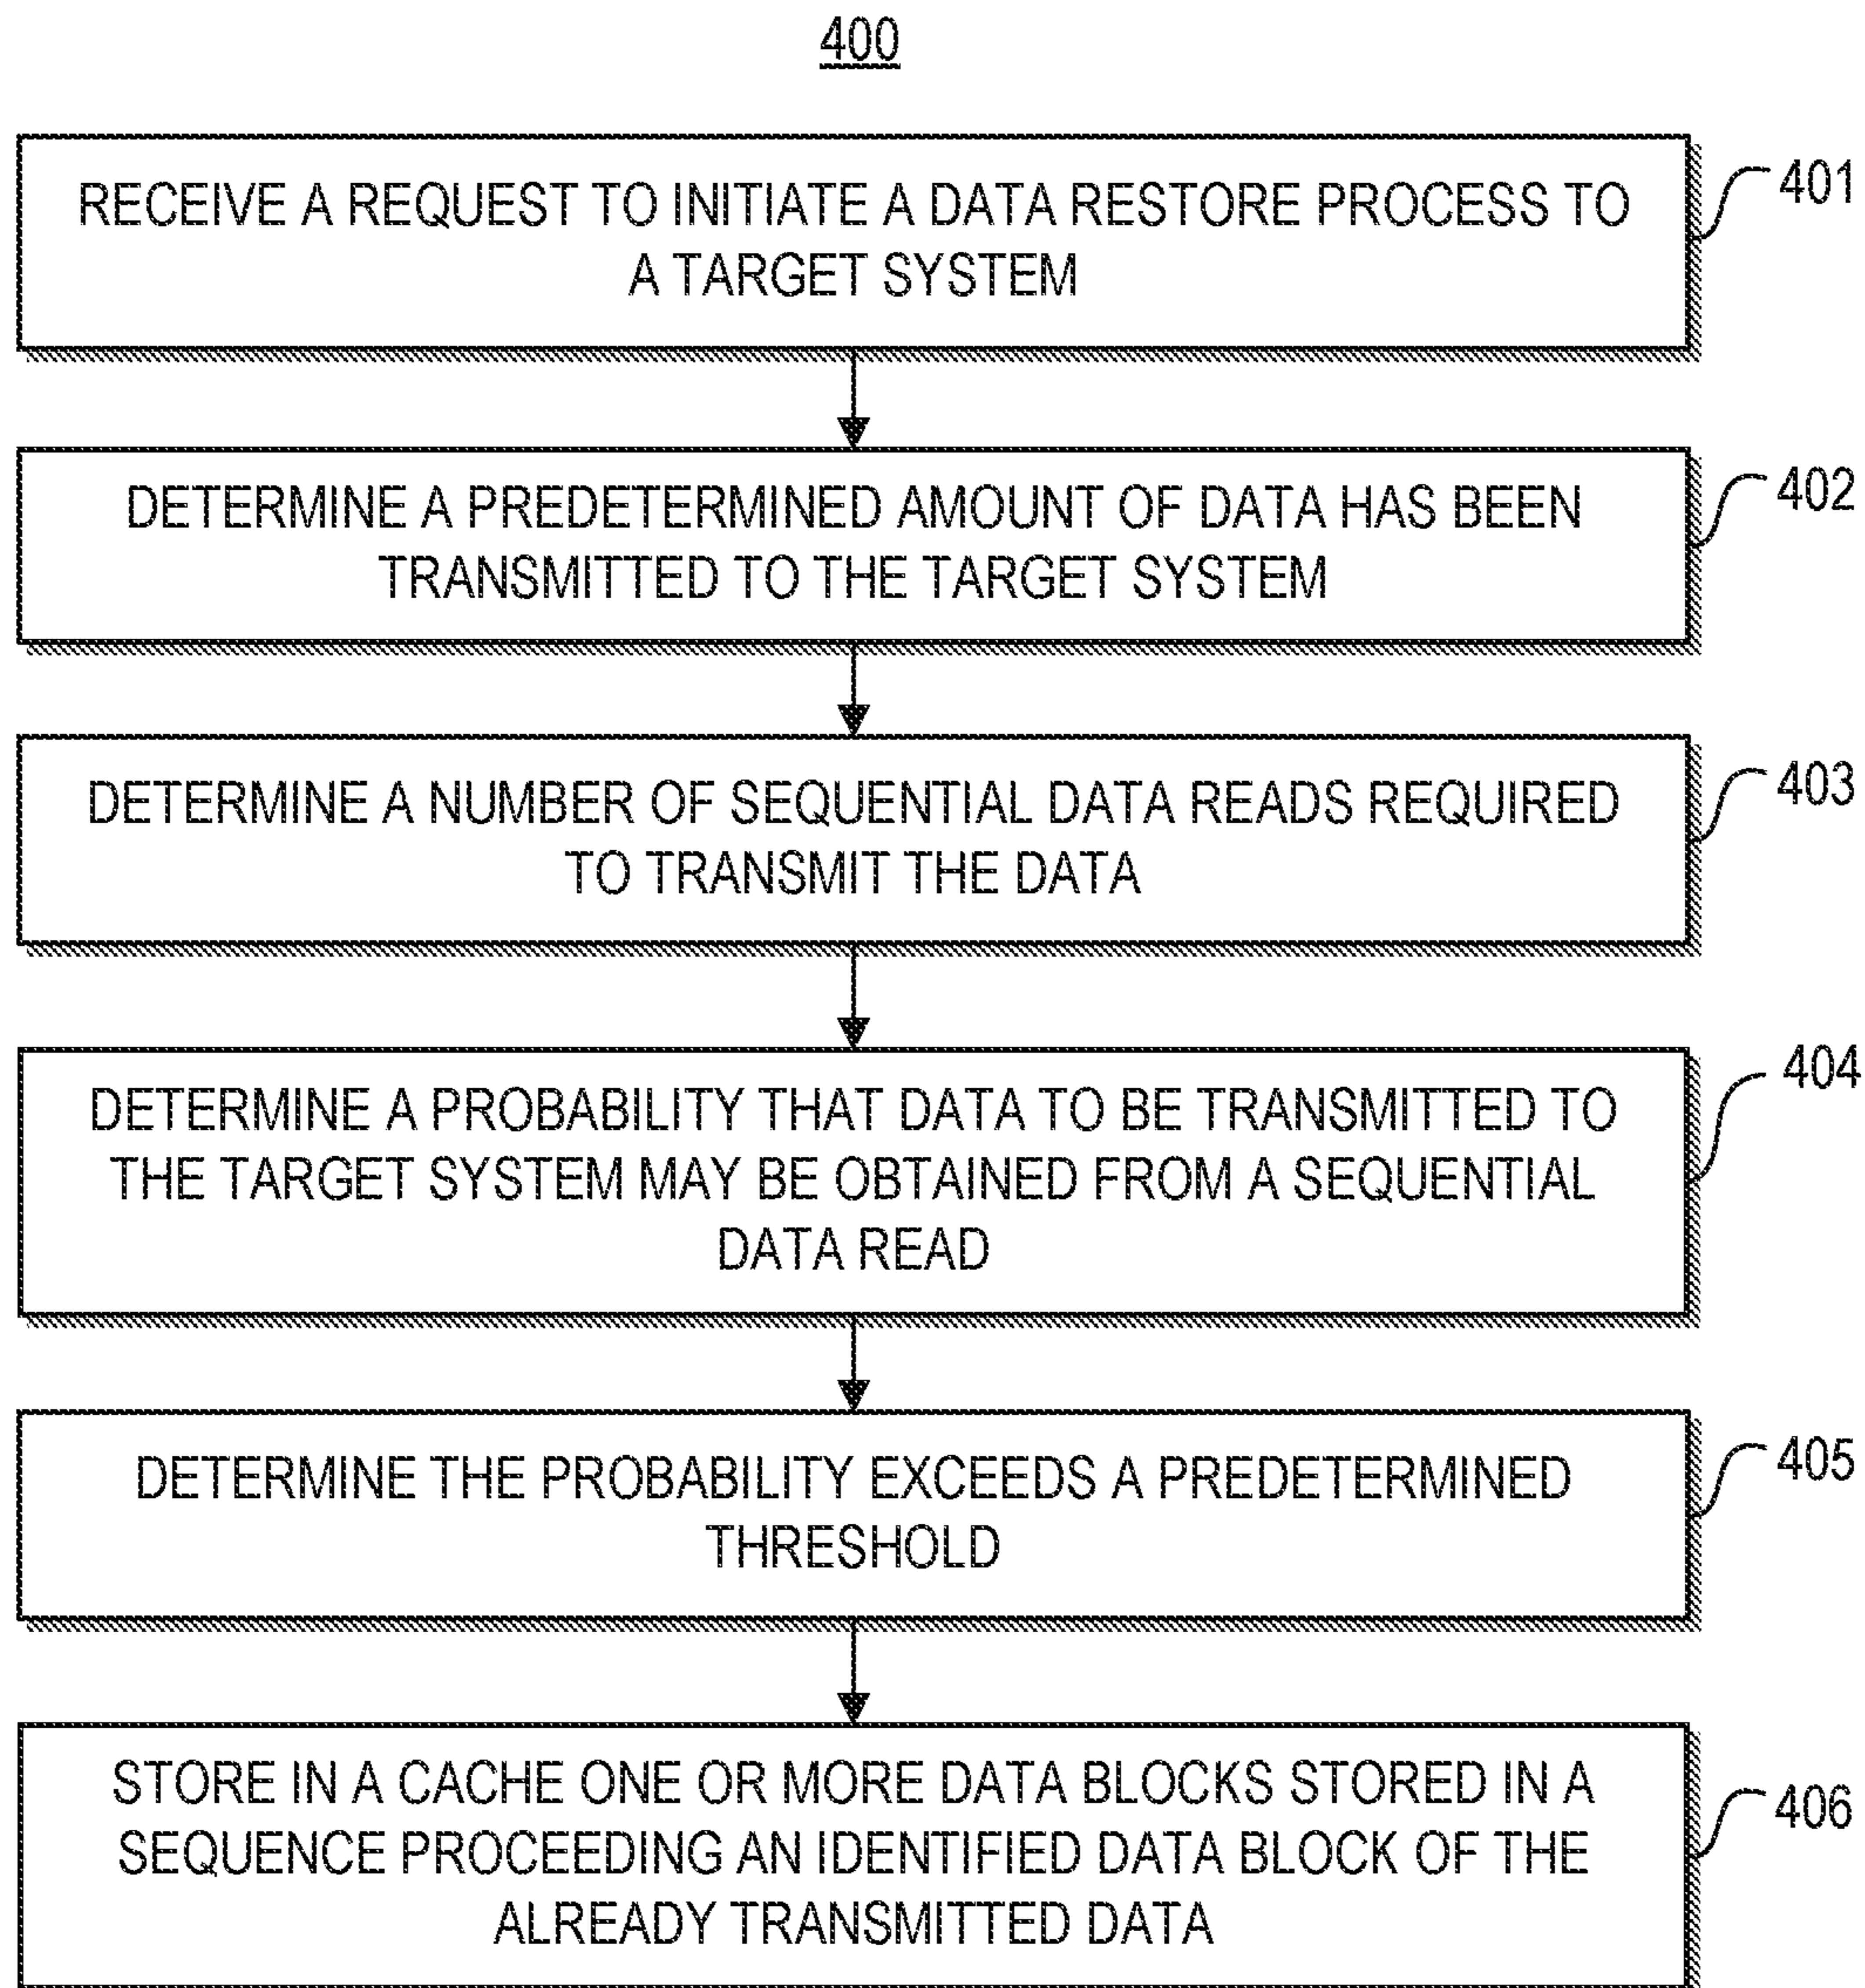 400
RECEIVE A REQUEST TO INITIATE A DATA RESTORE PROCESS TO
A TARGET SYSTEM
401
DETERMINE A PREDETERMINED AMOUNT OF DATA HAS BEEN
TRANSMITTED TO THE TARGET SYSTEM
402
DETERMINE A NUMBER OF SEQUENTIAL DATA READS REQUIRED
TO TRANSMIT THE DATA
403
DETERMINE A PROBABILITY THAT DATA TO BE TRANSMITTED TO
THE TARGET SYSTEM MAY BE OBTAINED FROM A SEQUENTIAL
DATA READ
404
DETERMINE THE PROBABILITY EXCEEDS A PREDETERMINED
THRESHOLD
405
STORE IN A CACHE ONE OR MORE DATA BLOCKS STORED IN A
SEQUENCE PROCEEDING AN IDENTIFIED DATA BLOCK OF THE
ALREADY TRANSMITTED DATA
406